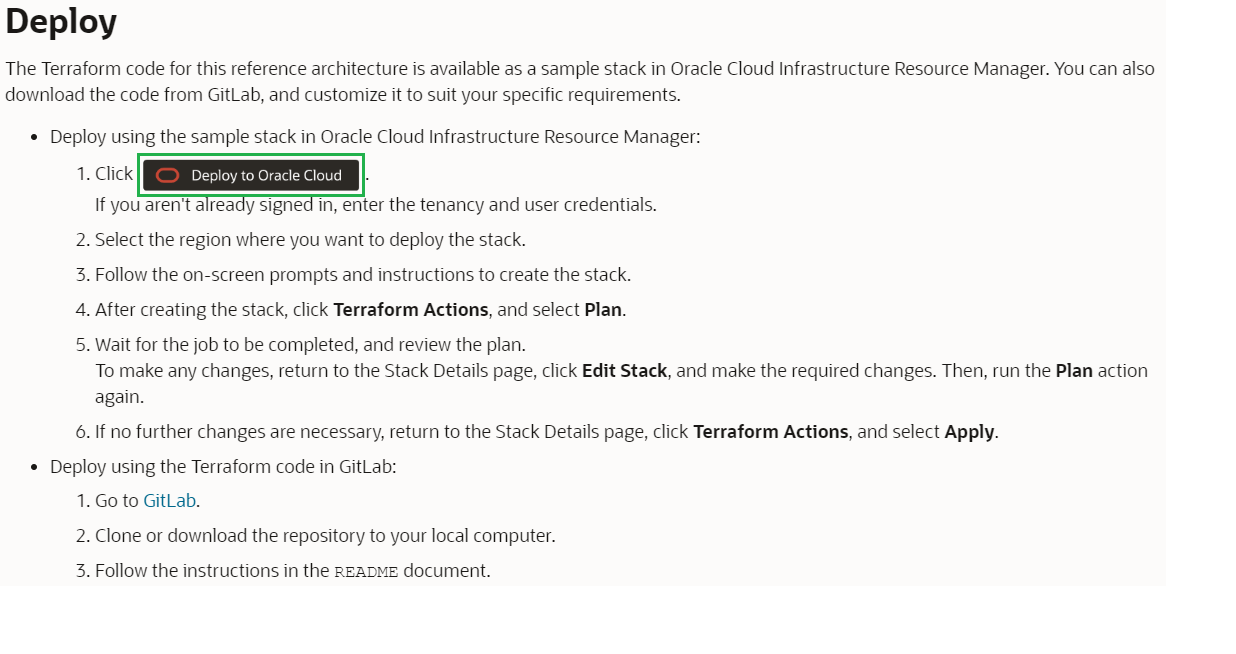 Deploy
The Terraform code for this reference architecture is available as a sample stack in Oracle Cloud Infrastructure Resource Manager. You can also
download the code from GitLab, and customize it to suit your specific requirements.
• Deploy using the sample stack in Oracle Cloud Infrastructure Resource Manager:
1. Click Deploy to Oracle Cloud.
If you aren't already signed in, enter the tenancy and user credentials.
2. Select the region where you want to deploy the stack.
3. Follow the on-screen prompts and instructions to create the stack.
4. After creating the stack, click Terraform Actions, and select Plan.
5. Wait for the job to be completed, and review the plan.
To make any changes, return to the Stack Details page, click Edit Stack, and make the required changes. Then, run the Plan action
again.
6. If no further changes are necessary, return to the Stack Details page, click Terraform Actions, and select Apply.
• Deploy using the Terraform code in GitLab:
1. Go to GitLab.
2. Clone or download the repository to your local computer.
3. Follow the instructions in the README document.